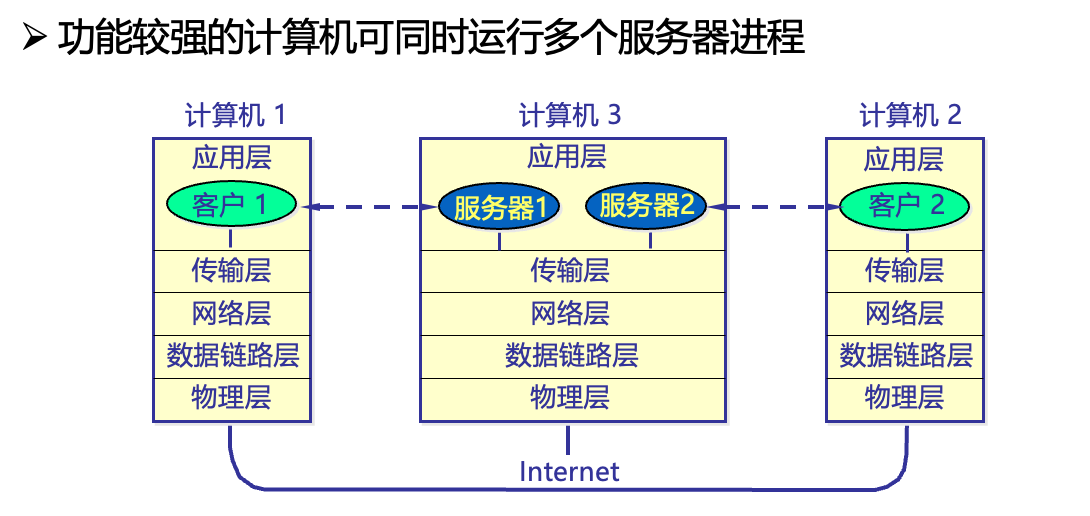 ➢ 功能较强的计算机可同时运行多个服务器进程
计算机 1
计算机 3
计算机 2
应用层
应用层
应用层
客户 1
服务器1
服务器2
客户 2
传输层
传输层
传输层
网络层
网络层
网络层
数据链路层
数据链路层
数据链路层
物理层
物理层
物理层
Internet